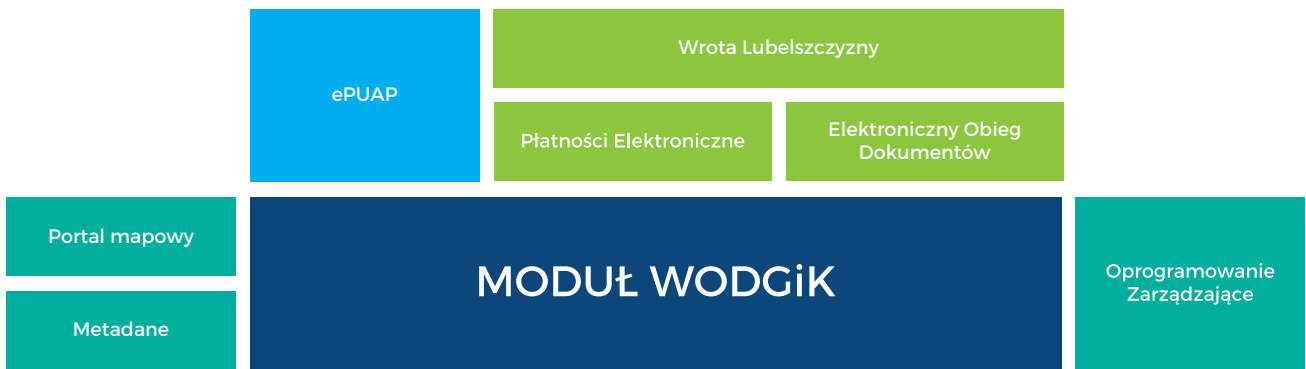 ePUAP
Wrota Lubelszczyzny
Płatności Elektroniczne
Elektroniczny Obieg
Dokumentów
Portal mapowy
Metadane
MODUŁ WODGiK
Oprogramowanie
Zarządzające